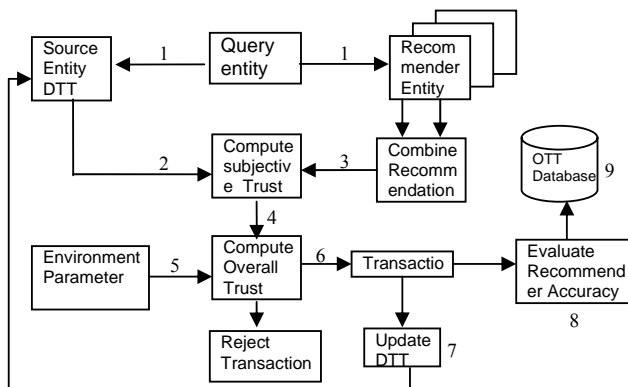 Source
Entity
DTT
1
Query
entity
1
Recom
mender
Entity
2
Compute
subjectiv
e Trust
3
Combine
Recomm
endation
OTT
Database
9
4
Environment
Parameter
5
Compute
Overall
Trust
6
Transactio
Evaluate
Recommend
er Accuracy
8
Reject
Transaction
Update
DTT
7